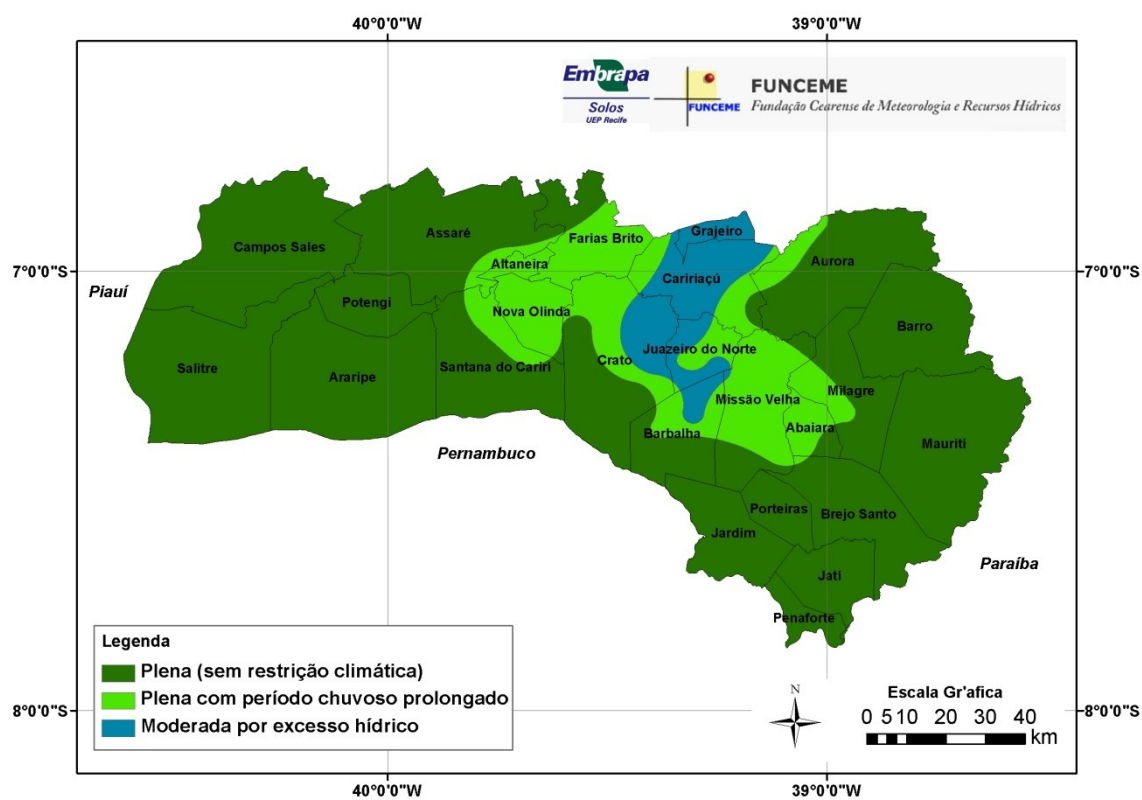 40°0'0"W
39°0'0"W
Embrapa
Solos
UEP Recife
FUNCEME
FUNCEME
Fundação Cearense de Meteorologia e Recursos Hídricos
Campos Sales
Assaré
Farias Brito
Grajeiro
7°0'0"S
Altaneira
Caririaçú
Aurora
7°0'0"S
Piauí
Potengi
Nova Olinda
Barro
Salitre
Araripe
Santana do Cariri
Crato
Juazeiro do Norte
Missão Velha
Milagre
Barbalha
Abaiara
Mauriti
Pernambuco
Porteiras
Brejo Santo
Jardim
Paraíba
Jati
Penaforte
Legenda
Plena (sem restrição climática)
Plena com período chuvoso prolongado
Moderada por excesso hídrico
N
Escala Gr'afica
0 5 10 20 30 40
km
8°0'0"S
8°0'0"S
40°0'0"W
39°0'0"W